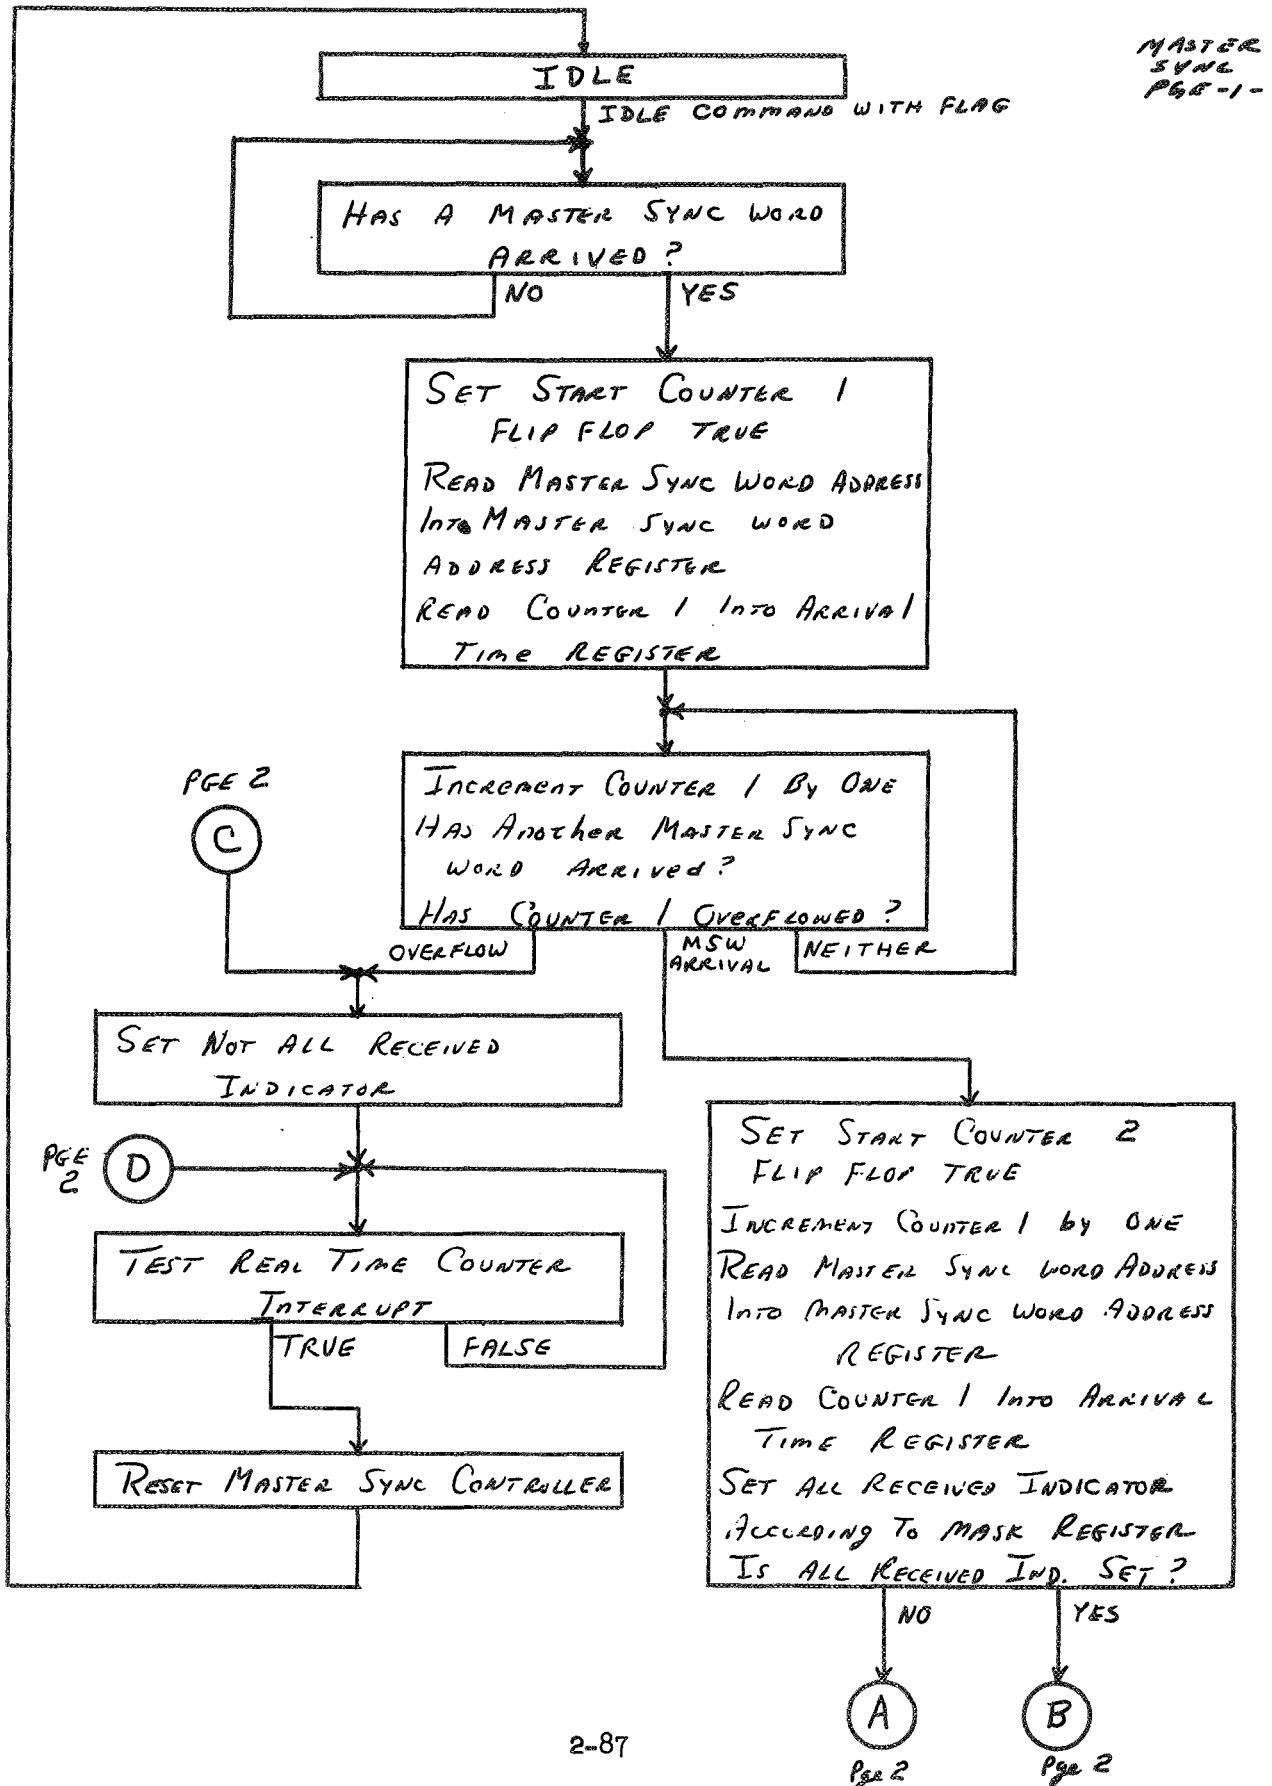 MASTER
SYNC
PGE-1-
IDLE
IDLE COMMAND WITH FLAG
HAS A MASTER SYNC WORD
ARRIVED?
NO
YES
SET START COUNTER 1
FLIP FLOP TRUE
READ MASTER SYNC WORD ADDRESS
INTO MASTER SYNC WORD
ADDRESS REGISTER
READ COUNTER 1 INTO ARRIVAL
TIME REGISTER
INCREMENT COUNTER 1 BY ONE
HAS ANOTHER MASTER SYNC
WORD ARRIVED?
HAS COUNTER 1 OVERFLOWED?
PGE 2
C
OVERFLOW
MSW
ARRIVAL
NEITHER
SET NOT ALL RECEIVED
INDICATOR
PGE
2
D
TEST REAL TIME COUNTER
INTERRUPT
TRUE
FALSE
RESET MASTER SYNC CONTROLLER
SET START COUNTER 2
FLIP FLOP TRUE
INCREMENT COUNTER 1 by ONE
READ MASTER SYNC WORD ADDRESS
INTO MASTER SYNC WORD ADDRESS
REGISTER
READ COUNTER 1 INTO ARRIVAL
TIME REGISTER
SET ALL RECEIVED INDICATOR
ACCORDING TO MASK REGISTER
IS ALL RECEIVED IND. SET?
NO
YES
A
B
Pge 2
Pge 2
2-87